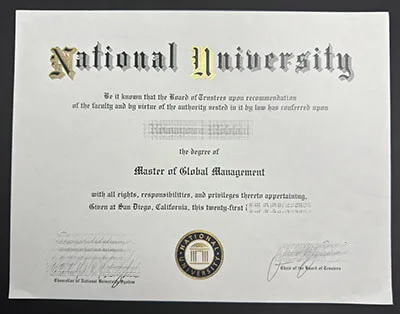 National University
Be it known that the Board of Trustees upon recommendation
of the faculty and by virtue of the authority vested in it by law has conferred upon
the degree of
Master of Global Management
with all rights, responsibilities, and privileges thereto appertaining.
Given at San Diego, California, this twenty-first
NATIONAL
UNIVERSITY
Chancellor of National University System
Chair of the Board of Trustees